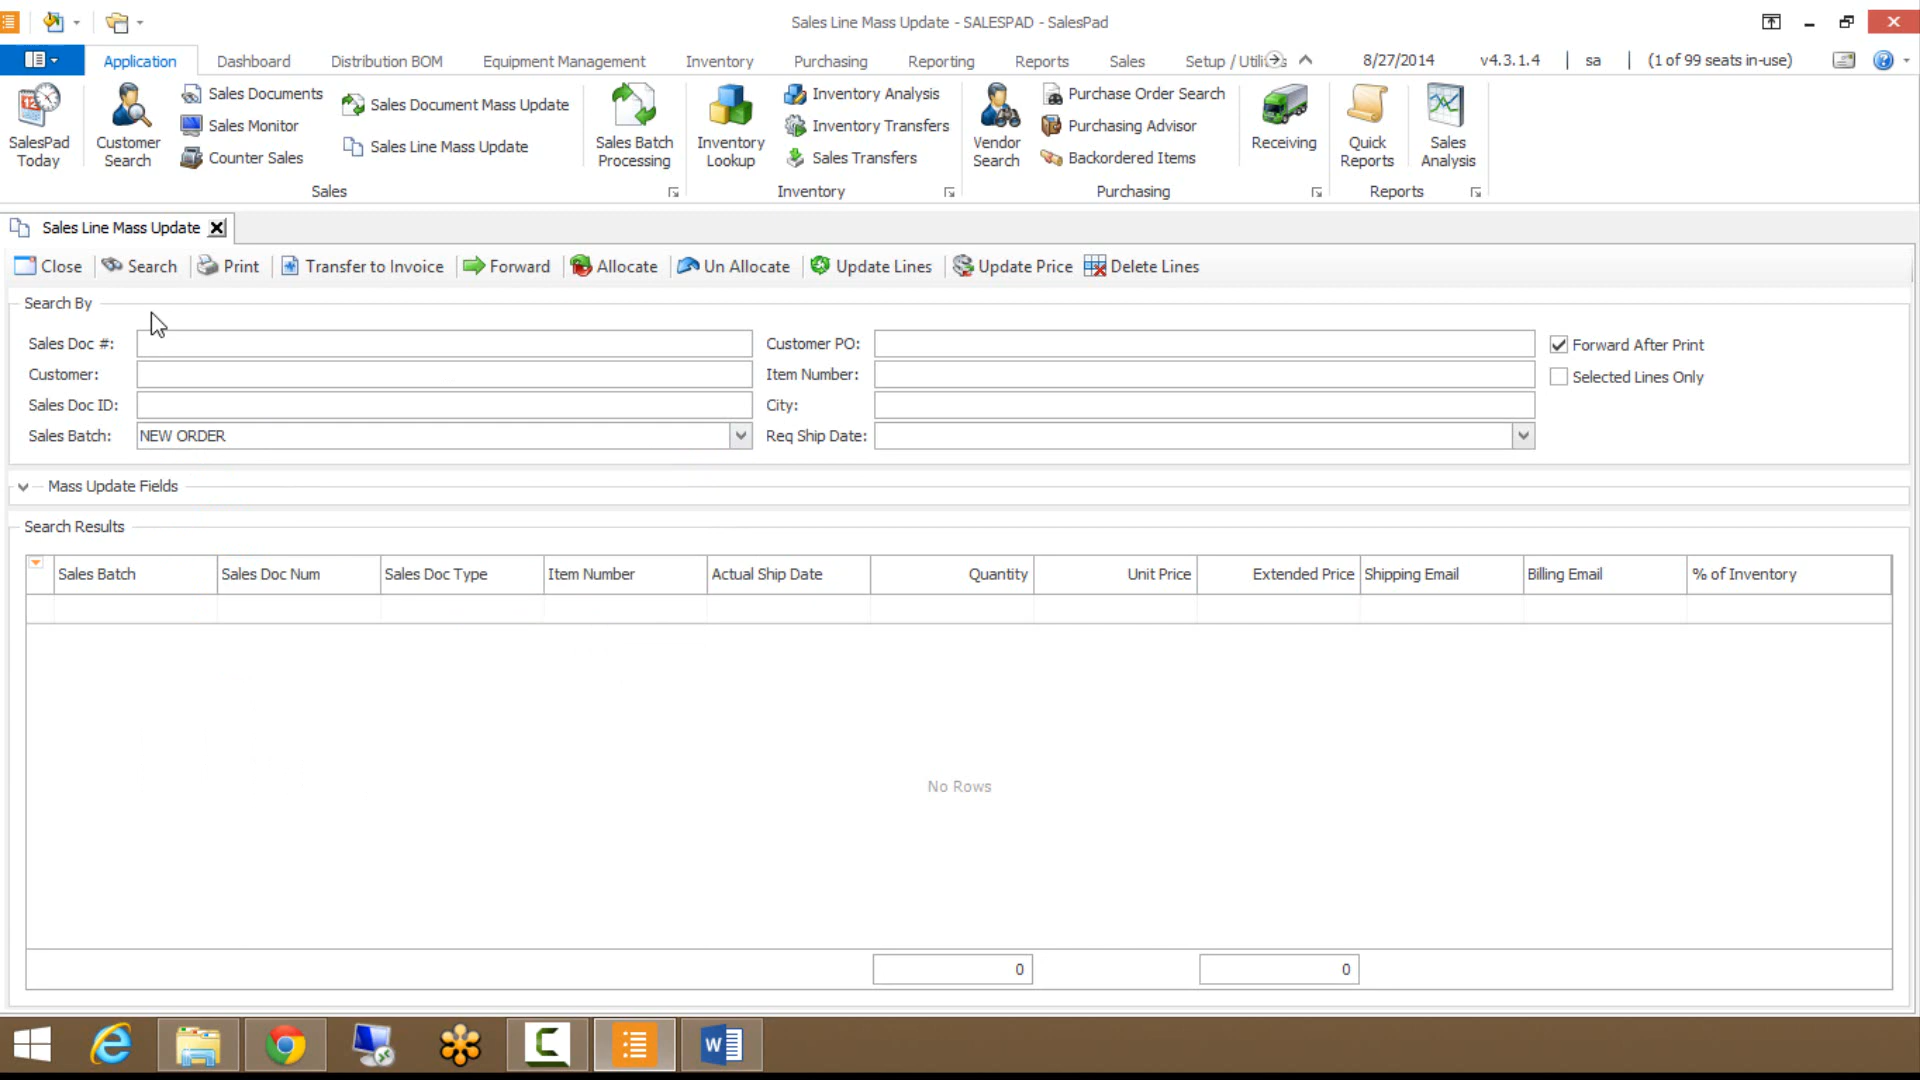 Sales Line Mass Update - SALESPAD - SalesPad
Application Dashboard Distribution BOM Equipment Management Inventory Purchasing Reporting Reports Sales Setup / Utilities 8/27/2014 v4.3.1.4 | sa | (1 of 99 seats in-use)
SalesPad Today
Customer Search
Sales Documents
Sales Monitor
Counter Sales
Sales Document Mass Update
Sales Line Mass Update
Sales Batch Processing
Sales
Inventory Lookup
Inventory Analysis
Inventory Transfers
Sales Transfers
Inventory
Vendor Search
Purchase Order Search
Purchasing Advisor
Backordered Items
Receiving
Purchasing
Quick Reports
Sales Analysis
Reports
Sales Line Mass Update
Close Search Print Transfer to Invoice Forward Allocate Un Allocate Update Lines Update Price Delete Lines
Search By
Sales Doc #: Customer PO: Forward After Print
Customer: Item Number: Selected Lines Only
Sales Doc ID: City:
Sales Batch: NEW ORDER Req Ship Date:
Mass Update Fields
Search Results
Sales Batch Sales Doc Num Sales Doc Type Item Number Actual Ship Date Quantity Unit Price Extended Price Shipping Email Billing Email % of Inventory
No Rows
0 0